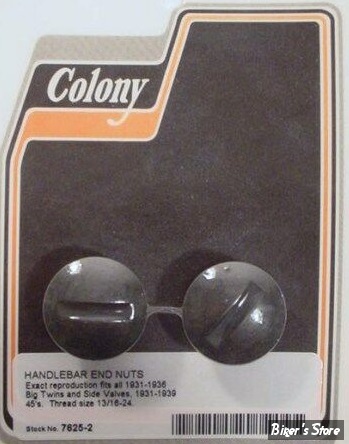 Colony
HANDLEBAR END NUTS
Exact reproduction fits all 1931-1936
Big Twins and Side Valves, 1931-1939
45's. Thread size 13/16-24.
Stock No. 7625-2
Biger's Store